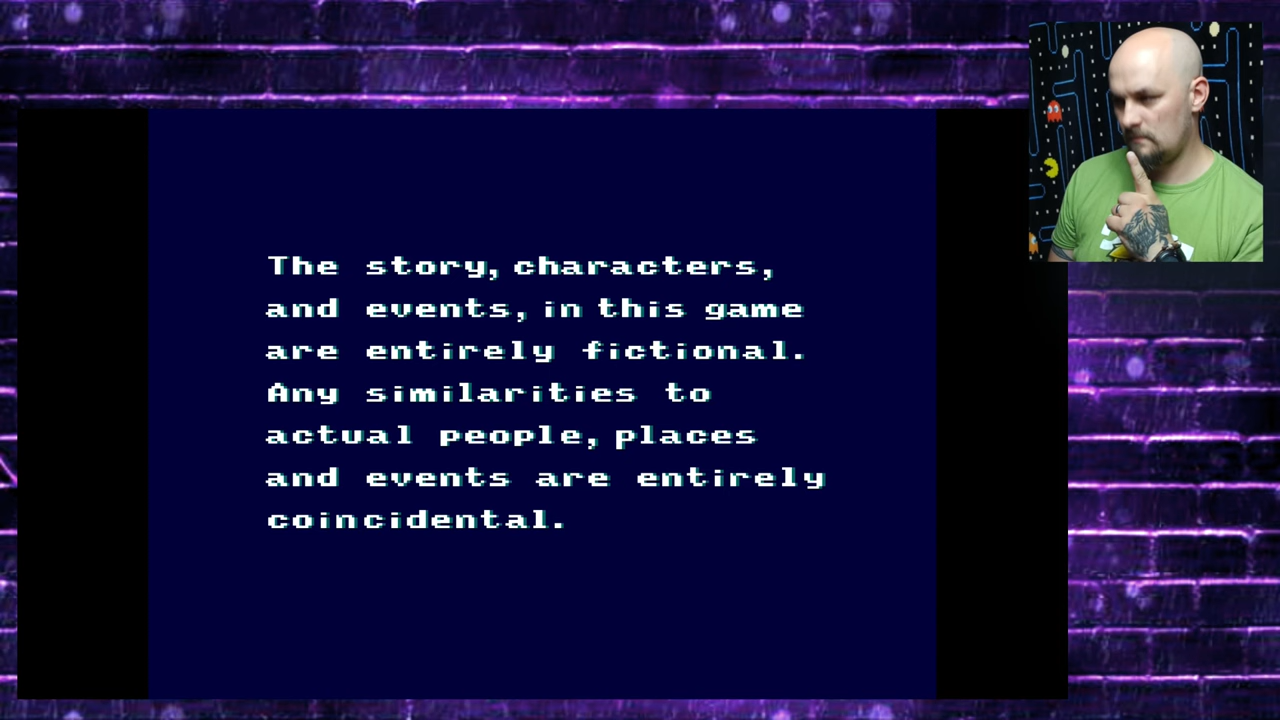 The story, characters,
and events, in this game
are entirely fictional.
Any similarities to
actual people, places
and events are entirely
coincidental.